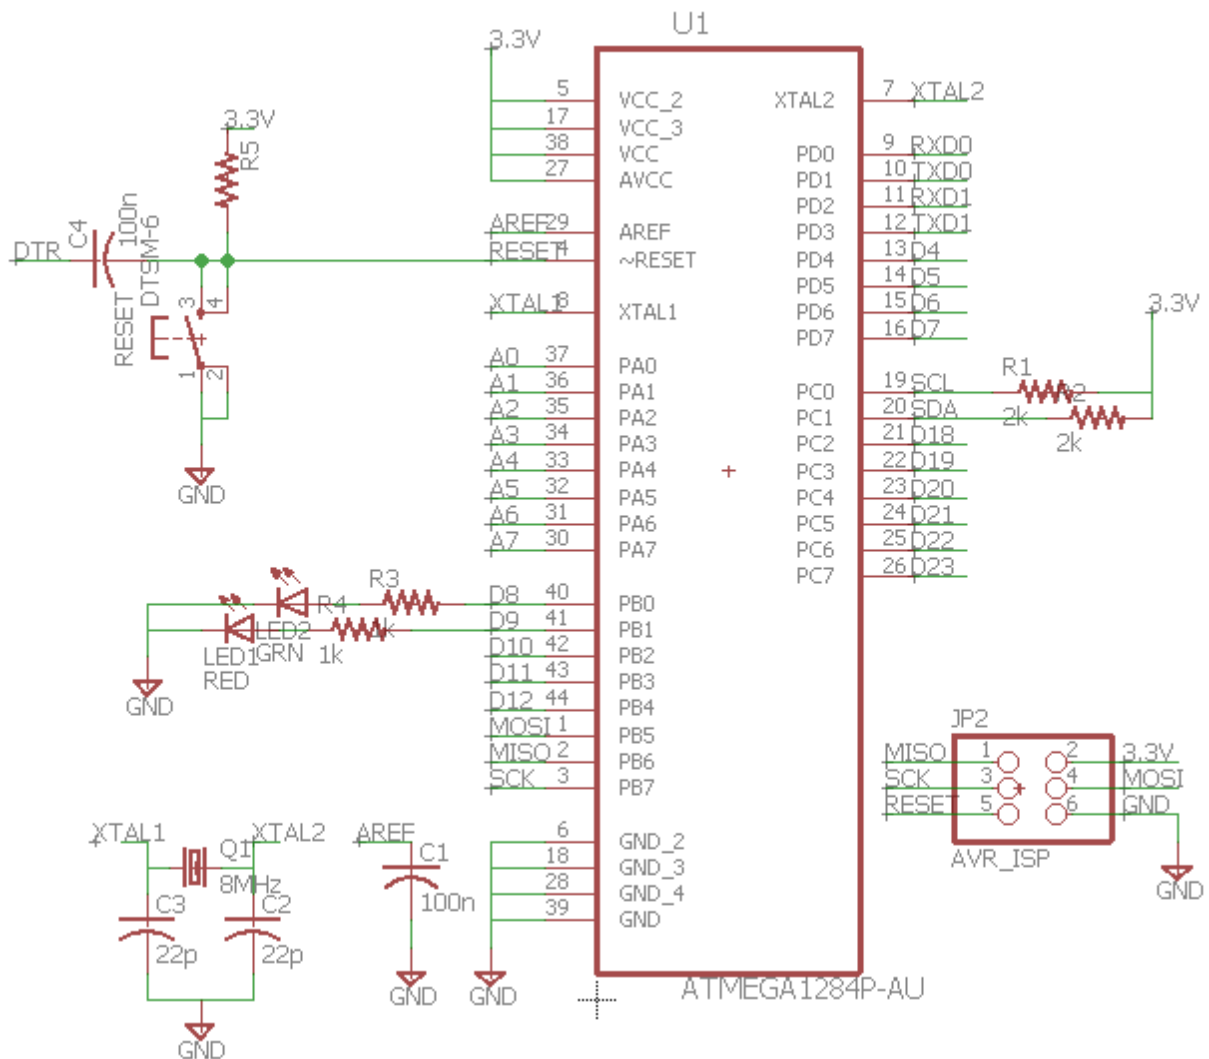 U1
3.3V
5 VCC_2
17 VCC_3
38 VCC
27 AVCC
AREF 29 AREF
RESET 4 ~RESET
XTAL1 8 XTAL1
A0 37 PA0
A1 36 PA1
A2 35 PA2
A3 34 PA3
A4 33 PA4
A5 32 PA5
A6 31 PA6
A7 30 PA7
D8 40 PB0
D9 41 PB1
D10 42 PB2
D11 43 PB3
D12 44 PB4
MOSI 1 PB5
MISO 2 PB6
SCK 3 PB7
6 GND_2
18 GND_3
28 GND_4
39 GND
GND
XTAL2 7 XTAL2
PD0 9 RXD0
PD1 10 TXD0
PD2 11 RXD1
PD3 12 TXD1
PD4 13 D4
PD5 14 D5
PD6 15 D6
PD7 16 D7
PC0 19 SCL
PC1 20 SDA
PC2 21 D18
PC3 22 D19
PC4 23 D20
PC5 24 D21
PC6 25 D22
PC7 26 D23
ATMEGA1284P-AU
3.3V
R5
DTR
C4
100n
DTSM-6
RESET
3 4
1 2
GND
3.3V
R1
R2
2k
2k
R3
R4
1k
1k
LED2
GRN
LED1
RED
GND
XTAL1
XTAL2
Q1
8MHz
C3
22p
C2
22p
GND
AREF
C1
100n
GND
JP2
MISO 1 2 3.3V
SCK 3 4 MOSI
RESET 5 6 GND
AVR_ISP
GND